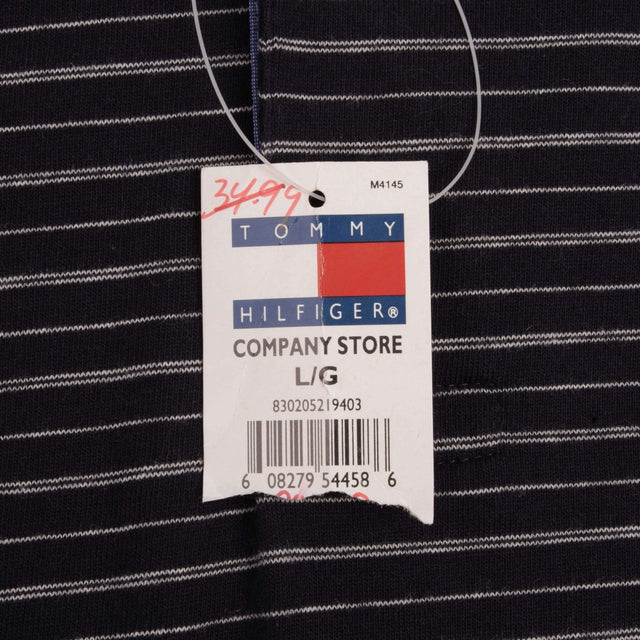 34.99
M4145
TOMMY
HILFIGER®
COMPANY STORE
L/G
830205219403
6 08279 54458 6